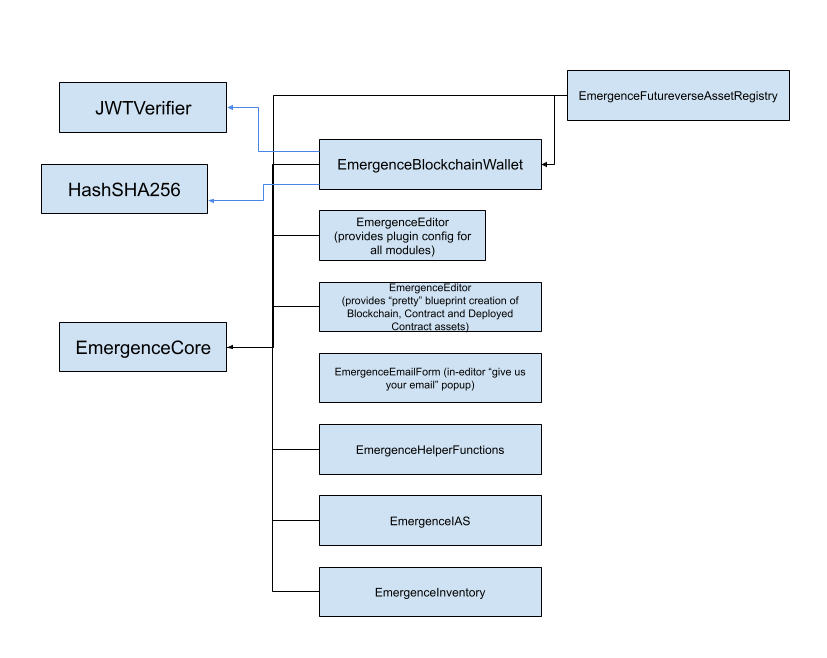 EmergenceFutureverseAssetRegistry
JWTVerifier
EmergenceBlockchainWallet
HashSHA256
EmergenceEditor
(provides plugin config for
all modules)
EmergenceEditor
(provides “pretty” blueprint creation of
Blockchain, Contract and Deployed
Contract assets)
EmergenceCore
EmergenceEmailForm (in-editor “give us
your email” popup)
EmergenceHelperFunctions
EmergenceIAS
EmergenceInventory